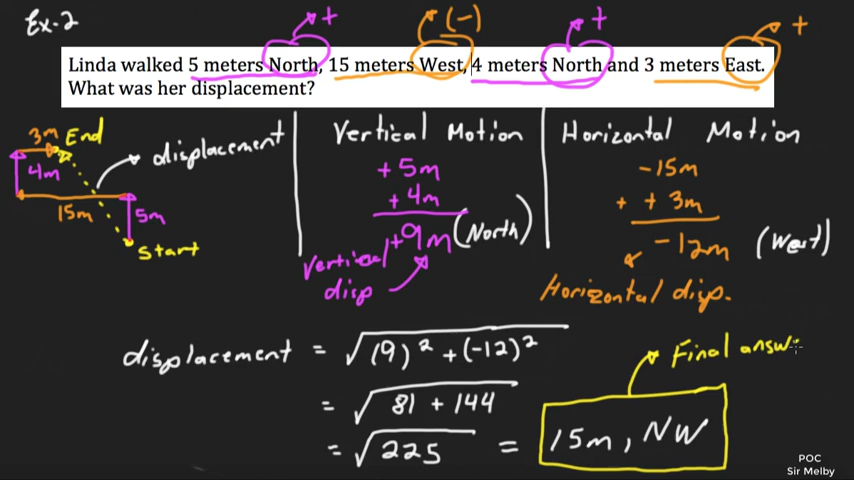 Ex-2
+
(-)
+
+
Linda walked 5 meters North, 15 meters West, 4 meters North and 3 meters East.
What was her displacement?
3m End
4m
displacement
15m
5m
Start
Vertical Motion
+5m
+4m
+9m (North)
Vertical
disp
Horizontal Motion
-15m
+ +3m
-12m (West)
Horizontal disp.
displacement = √(9)² + (-12)²
= √81 + 144
= √225 = 15m, NW
Final answ
POC
Sir Melby